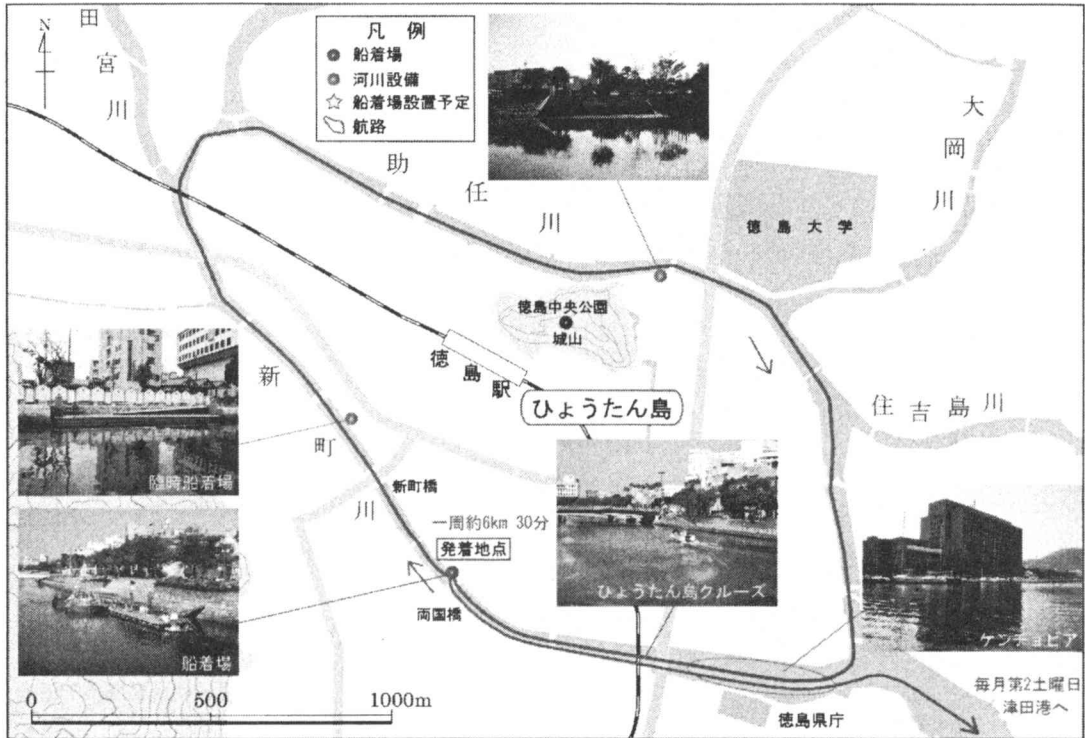 N
凡 例
船着場
河川設備
船着場設置予定
航路
田宮川
助任川
大岡川
徳島大学
徳島中央公園
城山
徳島駅
ひょうたん島
住吉島川
新町川
臨時船着場
新町橋
一周約6km 30分
発着地点
両国橋
船着場
ひょうたん島クルーズ
ケンチョピア
毎月第2土曜日
津田港へ
徳島県庁
0 500 1000m